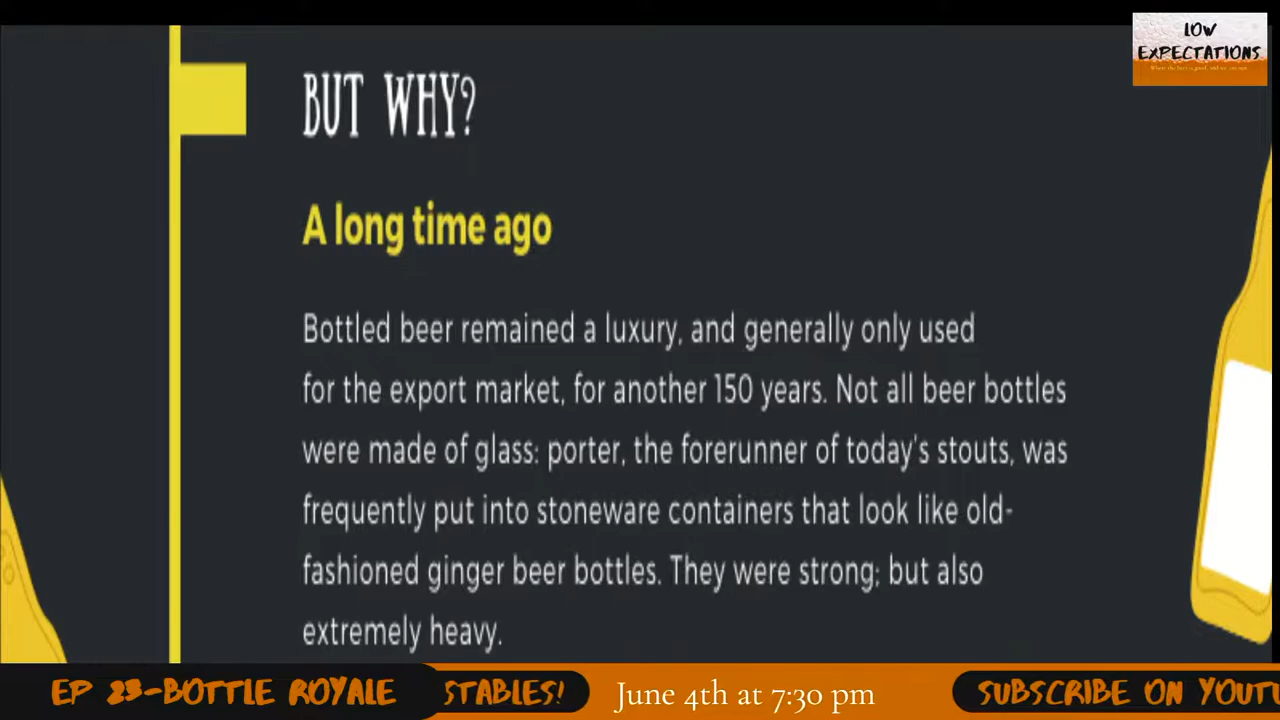 LOW
EXPECTATIONS
BUT WHY?
A long time ago
Bottled beer remained a luxury, and generally only used
for the export market, for another 150 years. Not all beer bottles
were made of glass: porter, the forerunner of today's stouts, was
frequently put into stoneware containers that look like old-
fashioned ginger beer bottles. They were strong; but also
extremely heavy.
EP 23-BOTTLE ROYALE STABLES! June 4th at 7:30 pm SUBSCRIBE ON YOUTU